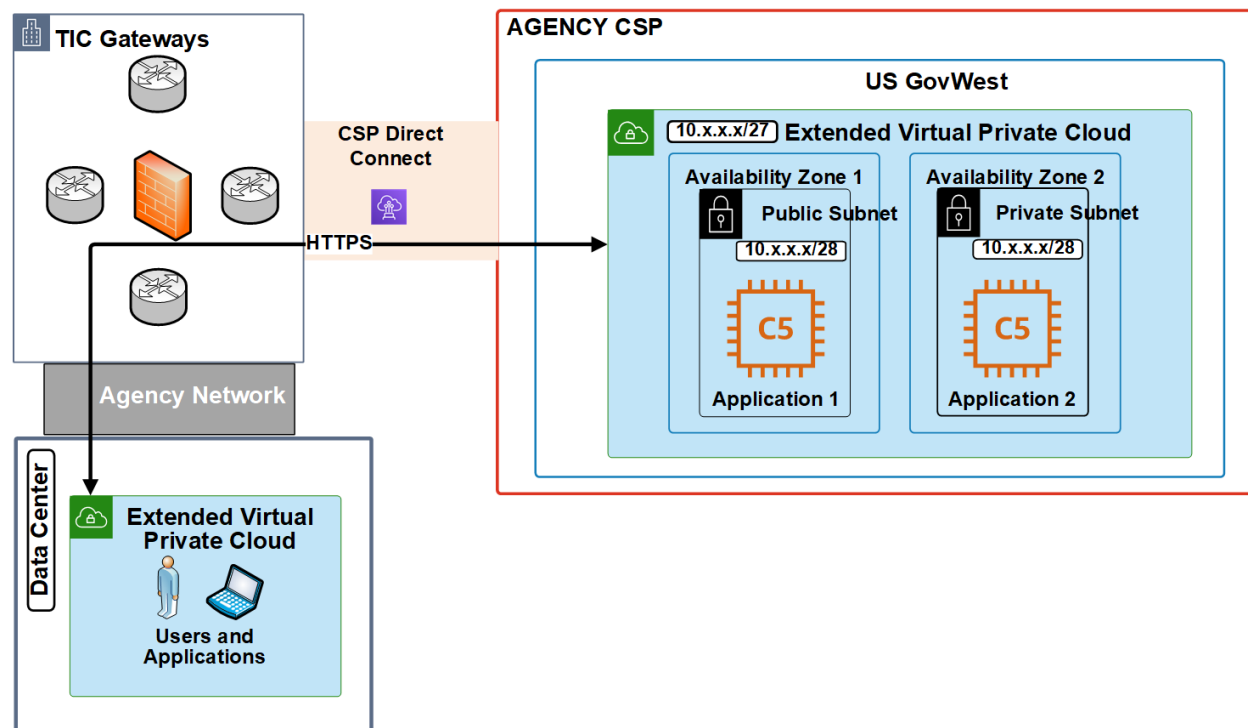 TIC Gateways
CSP Direct
Connect
HTTPS
Agency Network
Data Center
Extended Virtual
Private Cloud
Users and
Applications
AGENCY CSP
US GovWest
10.x.x.x/27 Extended Virtual Private Cloud
Availability Zone 1
Public Subnet
10.x.x.x/28
C5
Application 1
Availability Zone 2
Private Subnet
10.x.x.x/28
C5
Application 2